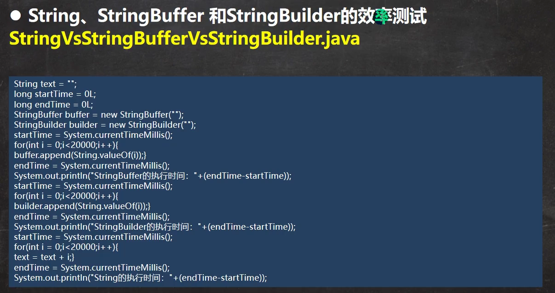 ● String、StringBuffer 和StringBuilder的效率测试
StringVsStringBufferVsStringBuilder.java
String text = "";
long startTime = 0L;
long endTime = 0L;
StringBuffer buffer = new StringBuffer("");
StringBuilder builder = new StringBuilder("");
startTime = System.currentTimeMillis();
for(int i = 0;i<20000;i++){
buffer.append(String.valueOf(i));}
endTime = System.currentTimeMillis();
System.out.println("StringBuffer的执行时间："+(endTime-startTime));
startTime = System.currentTimeMillis();
for(int i = 0;i<20000;i++){
builder.append(String.valueOf(i));}
endTime = System.currentTimeMillis();
System.out.println("StringBuilder的执行时间："+(endTime-startTime));
startTime = System.currentTimeMillis();
for(int i = 0;i<20000;i++){
text = text + i;}
endTime = System.currentTimeMillis();
System.out.println("String的执行时间："+(endTime-startTime));